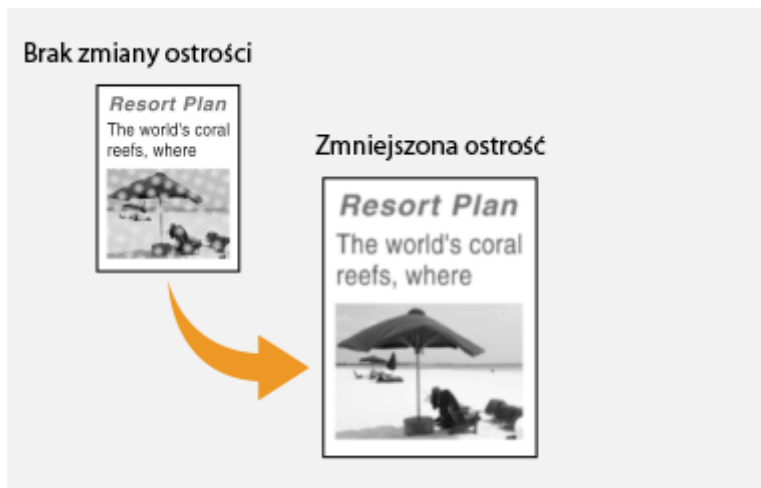 Brak zmiany ostrości
Resort Plan
The world's coral
reefs, where
Zmniejszona ostrość
Resort Plan
The world's coral
reefs, where